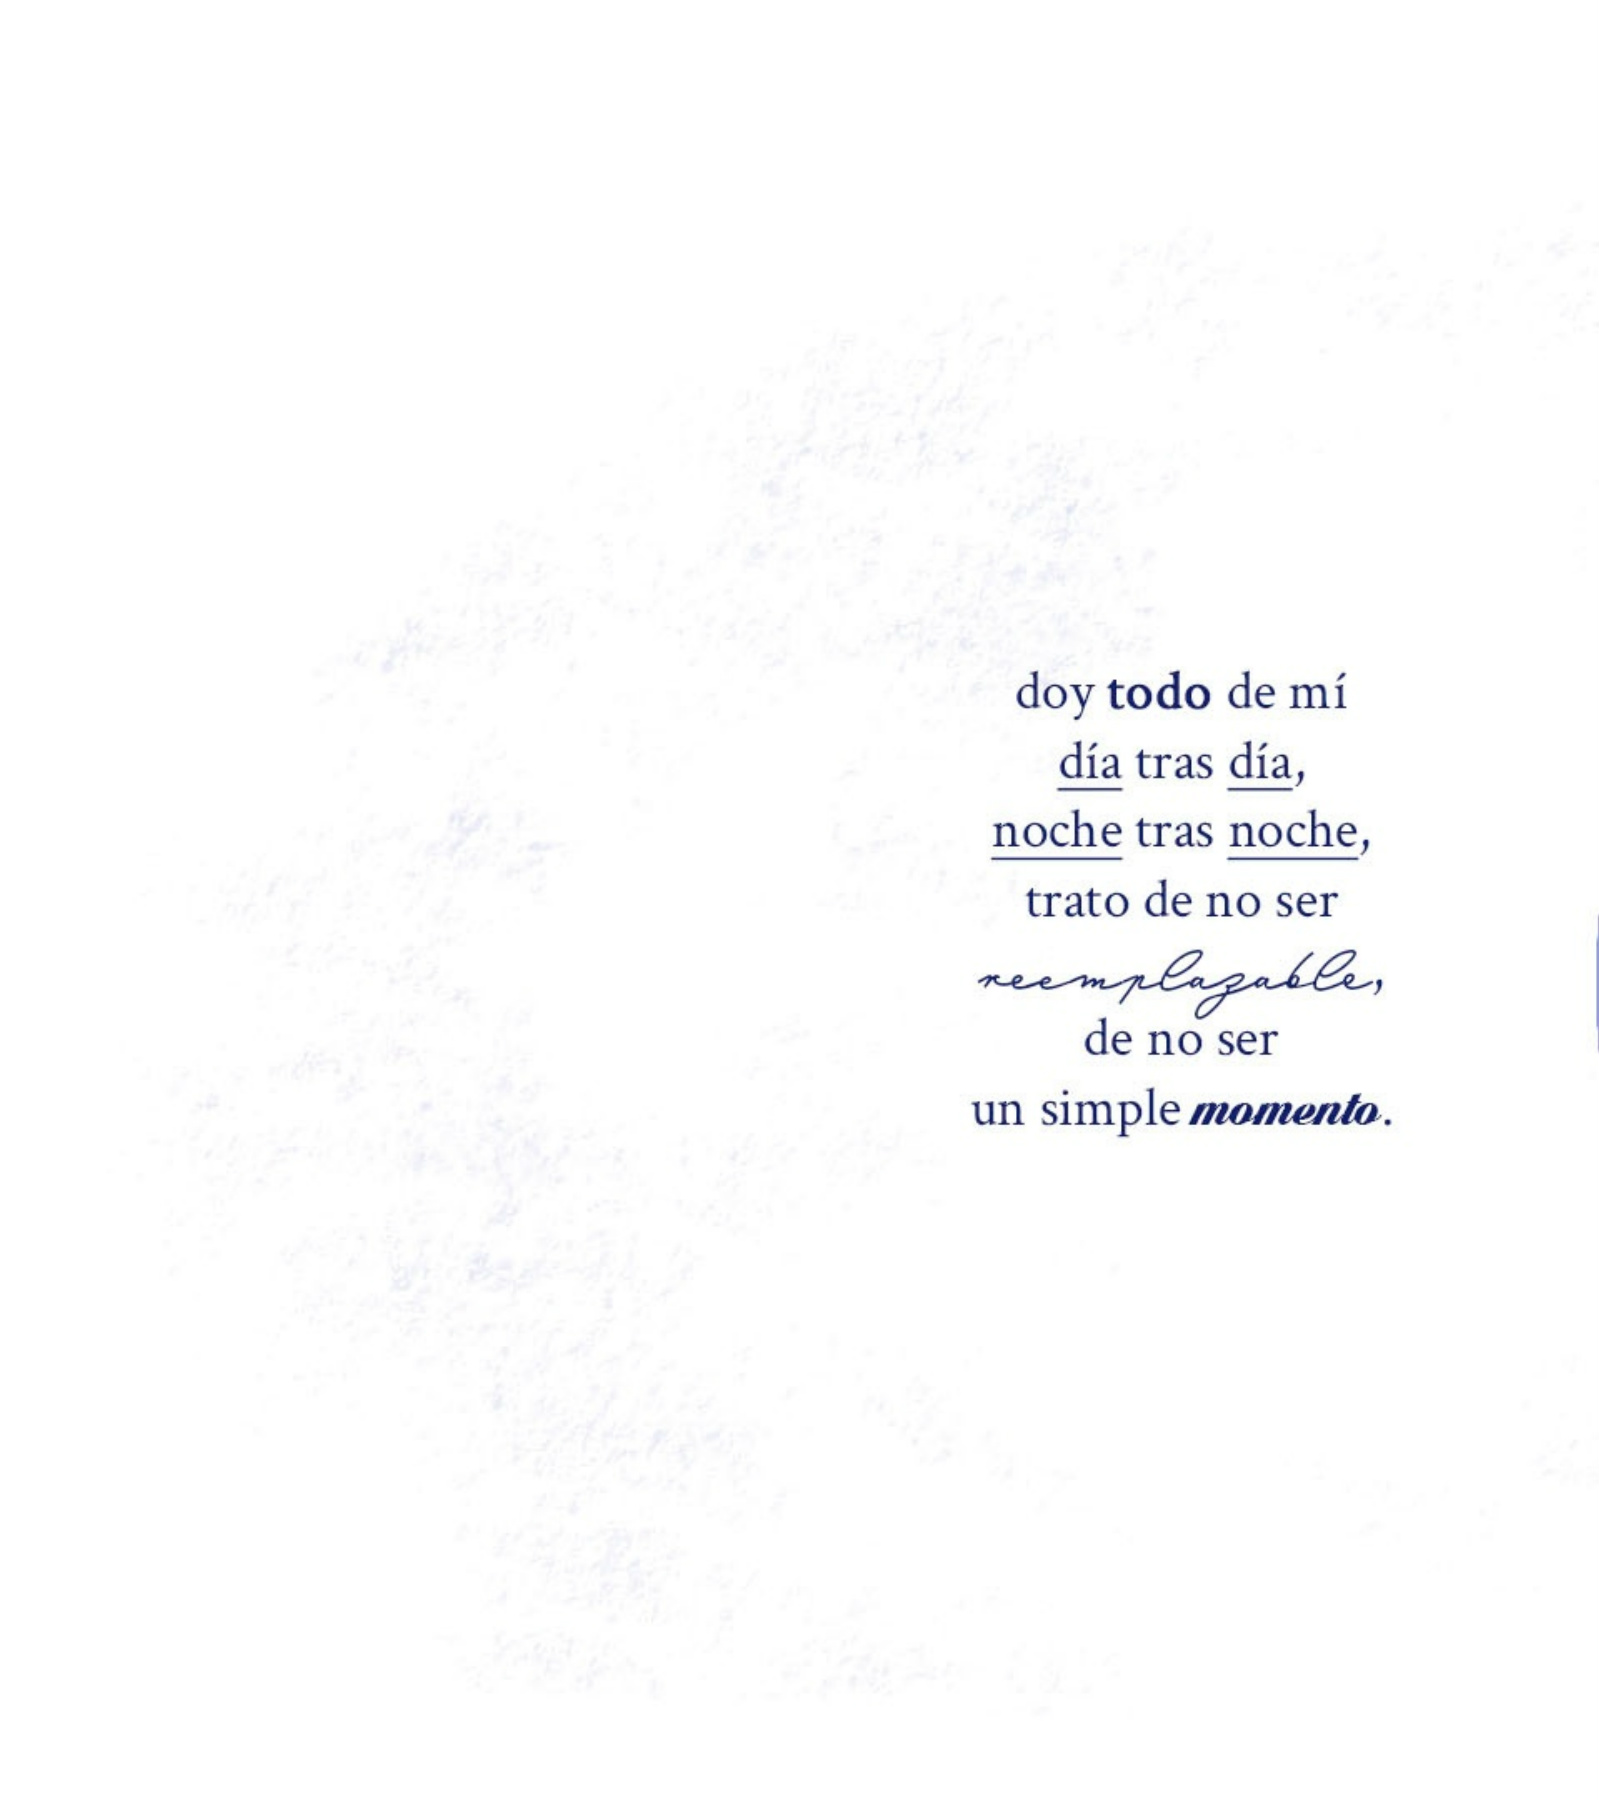 doy todo de mí
día tras día,
noche tras noche,
trato de no ser
reemplazable,
de no ser
un simple momento.